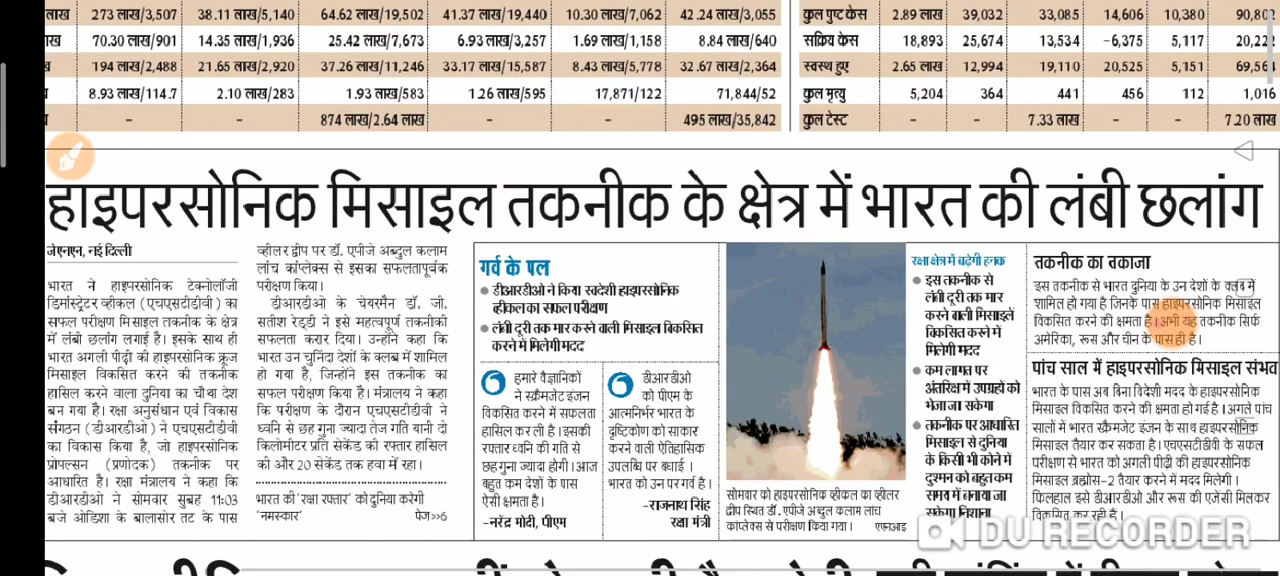 लाख 273 लाख/3,507 38.11 लाख/5,140 64.62 लाख/19,502 41.37 लाख/19,440 10.30 लाख/7,062 42.24 लाख/3,055
70.30 लाख/901 14.35 लाख/1,936 25.42 लाख/7,673 6.93 लाख/3,257 1.69 लाख/1,158 8.84 लाख/640
194 लाख/2,488 21.65 लाख/2,920 37.26 लाख/11,246 33.17 लाख/15,587 8.43 लाख/5,778 32.67 लाख/2,364
8.93 लाख/114.7 2.10 लाख/283 1.93 लाख/583 1.26 लाख/595 17,871/122 71,844/52
- - 874 लाख/2.64 लाख - - 495 लाख/35,842
कुल पुष्ट केस 2.89 लाख 39,032 33,085 14,606 10,380 90,802
सक्रिय केस 18,893 25,674 13,534 -6,375 5,117
स्वस्थ हुए 2.65 लाख 12,994 19,110 20,525 5,151
कुल मृत्यु 5,204 364 441 456 112 1,016
कुल टेस्ट - - 7.33 लाख - - 7.20 लाख
हाइपरसोनिक मिसाइल तकनीक के क्षेत्र में भारत की लंबी छलांग
जेएनएन, नई दिल्ली
भारत ने हाइपरसोनिक टेक्नोलॉजी
डिमांस्ट्रेटर व्हीकल (एचएसटीडीवी) का
सफल परीक्षण मिसाइल तकनीक के क्षेत्र
में लंबी छलांग लगाई है। इसके साथ ही
भारत अगली पीढ़ी की हाइपरसोनिक क्रूज
मिसाइल विकसित करने की तकनीक
हासिल करने वाला दुनिया का चौथा देश
बन गया है। रक्षा अनुसंधान एवं विकास
संगठन (डीआरडीओ) ने एचएसटीडीवी
का विकास किया है, जो हाइपरसोनिक
प्रोपल्सन (प्रणोदक) तकनीक पर
आधारित है। रक्षा मंत्रालय ने कहा कि
डीआरडीओ ने सोमवार सुबह 11:03
बजे ओडिशा के बालासोर तट के पास
व्हीलर द्वीप पर डॉ. एपीजे अब्दुल कलाम
लांच कांप्लेक्स से इसका सफलतापूर्वक
परीक्षण किया।
डीआरडीओ के चेयरमैन डॉ. जी.
सतीश रेड्डी ने इसे महत्वपूर्ण तकनीकी
सफलता करार दिया। उन्होंने कहा कि
भारत उन चुनिंदा देशों के क्लब में शामिल
हो गया है, जिन्होंने इस तकनीक का
सफल परीक्षण किया है। मंत्रालय ने कहा
कि परीक्षण के दौरान एचएसटीडीवी ने
ध्वनि से छह गुना ज्यादा तेज गति यानी दो
किलोमीटर प्रति सेकेंड की रफ्तार हासिल
की और 20 सेकेंड तक हवा में रहा।
भारत की 'रक्षा रफ्तार' को दुनिया करेगी
'नमस्कार' पेज>>6
गर्व के पल
● डीआरडीओ ने किया स्वदेशी हाइपरसोनिक
व्हीकल का सफल परीक्षण
● लंबी दूरी तक मार करने वाली मिसाइल विकसित
करने में मिलेगी मदद
हमारे वैज्ञानिकों
ने स्क्रैमजेट इंजन
विकसित करने में सफलता
हासिल कर ली है। इसकी
रफ्तार ध्वनि की गति से
छह गुना ज्यादा होगी। आज
बहुत कम देशों के पास
ऐसी क्षमता है।
-नरेंद्र मोदी, पीएम
डीआरडीओ
को पीएम के
आत्मनिर्भर भारत के
दृष्टिकोण को साकार
करने वाली ऐतिहासिक
उपलब्धि पर बधाई ।
भारत को उन पर गर्व है।
-राजनाथ सिंह
रक्षा मंत्री
सोमवार को हाइपरसोनिक व्हीकल का व्हीलर
द्वीप स्थित डॉ. एपीजे अब्दुल कलाम लांच
कांप्लेक्स से परीक्षण किया गया। एएनआइ
रक्षा क्षेत्र में बढ़ेगी हनक
● इस तकनीक से
लंबी दूरी तक मार
करने वाली मिसाइलें
विकसित करने में
मिलेगी मदद
● कम लागत पर
अंतरिक्ष में उपग्रहों को
भेजा जा सकेगा
● तकनीक पर आधारित
मिसाइल से दुनिया
के किसी भी कोने में
दुश्मन को बहुत कम
समय में बनाया जा
सकेगा निशाना
तकनीक का तकाजा
इस तकनीक से भारत दुनिया के उन देशों के क्लब में
शामिल हो गया है जिनके पास हाइपरसोनिक मिसाइल
विकसित करने की क्षमता है। अभी यह तकनीक सिर्फ
अमेरिका, रूस और चीन के पास ही है।
पांच साल में हाइपरसोनिक मिसाइल संभव
भारत के पास अब बिना विदेशी मदद के हाइपरसोनिक
मिसाइल विकसित करने की क्षमता हो गई है। अगले पांच
सालों में भारत स्क्रैमजेट इंजन के साथ हाइपरसोनिक
मिसाइल तैयार कर सकता है। एचएसटीडीवी के सफल
परीक्षण से भारत को अगली पीढ़ी की हाइपरसोनिक
मिसाइल ब्रह्मोस-2 तैयार करने में मदद मिलेगी।
फिलहाल इसे डीआरडीओ और रूस की एजेंसी मिलकर
विकसित कर रही है।
DU RECORDER